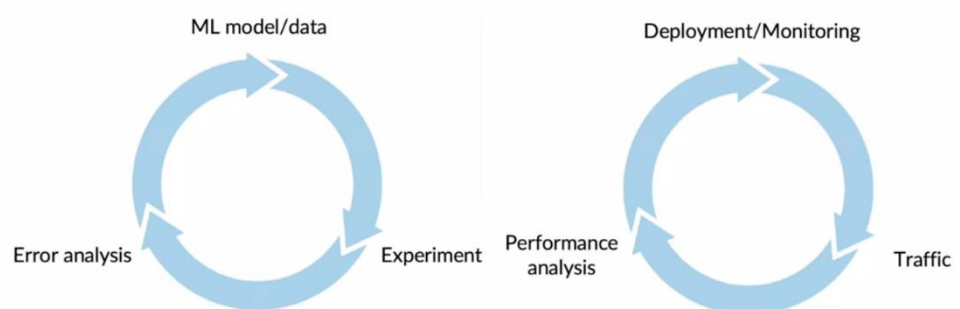 ML model/data
Error analysis
Experiment
Deployment/Monitoring
Performance
analysis
Traffic